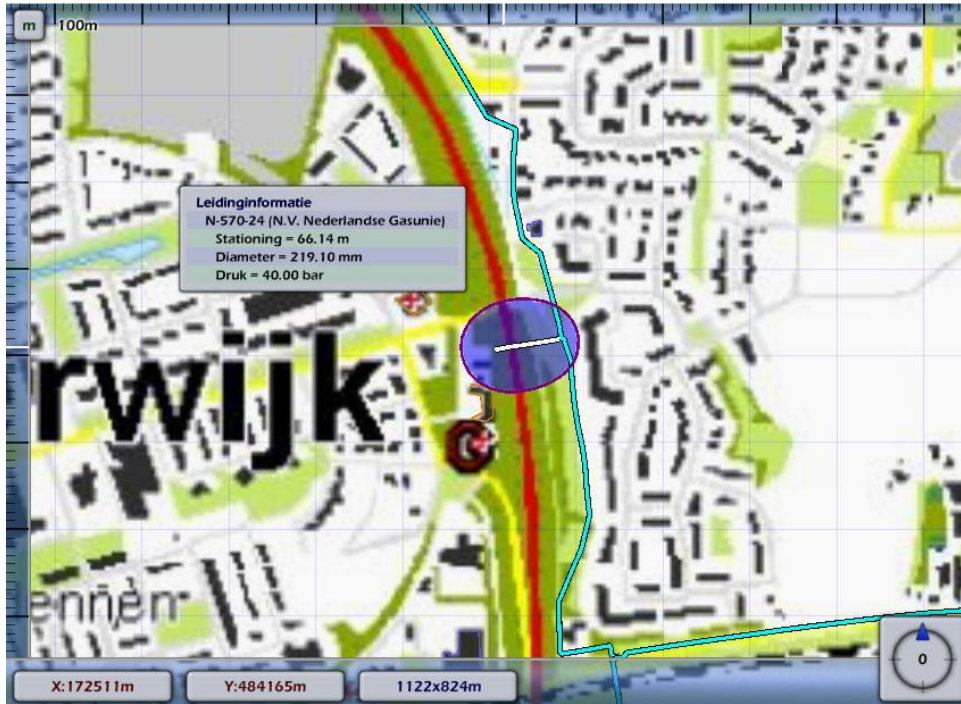 m
100m
Leidinginformatie
N-570-24 (N.V. Nederlandse Gasunie)
Stationing = 66.14 m
Diameter = 219.10 mm
Druk = 40.00 bar
rwijk
G
ennen
X:172511m
Y:484165m
1122x824m
0